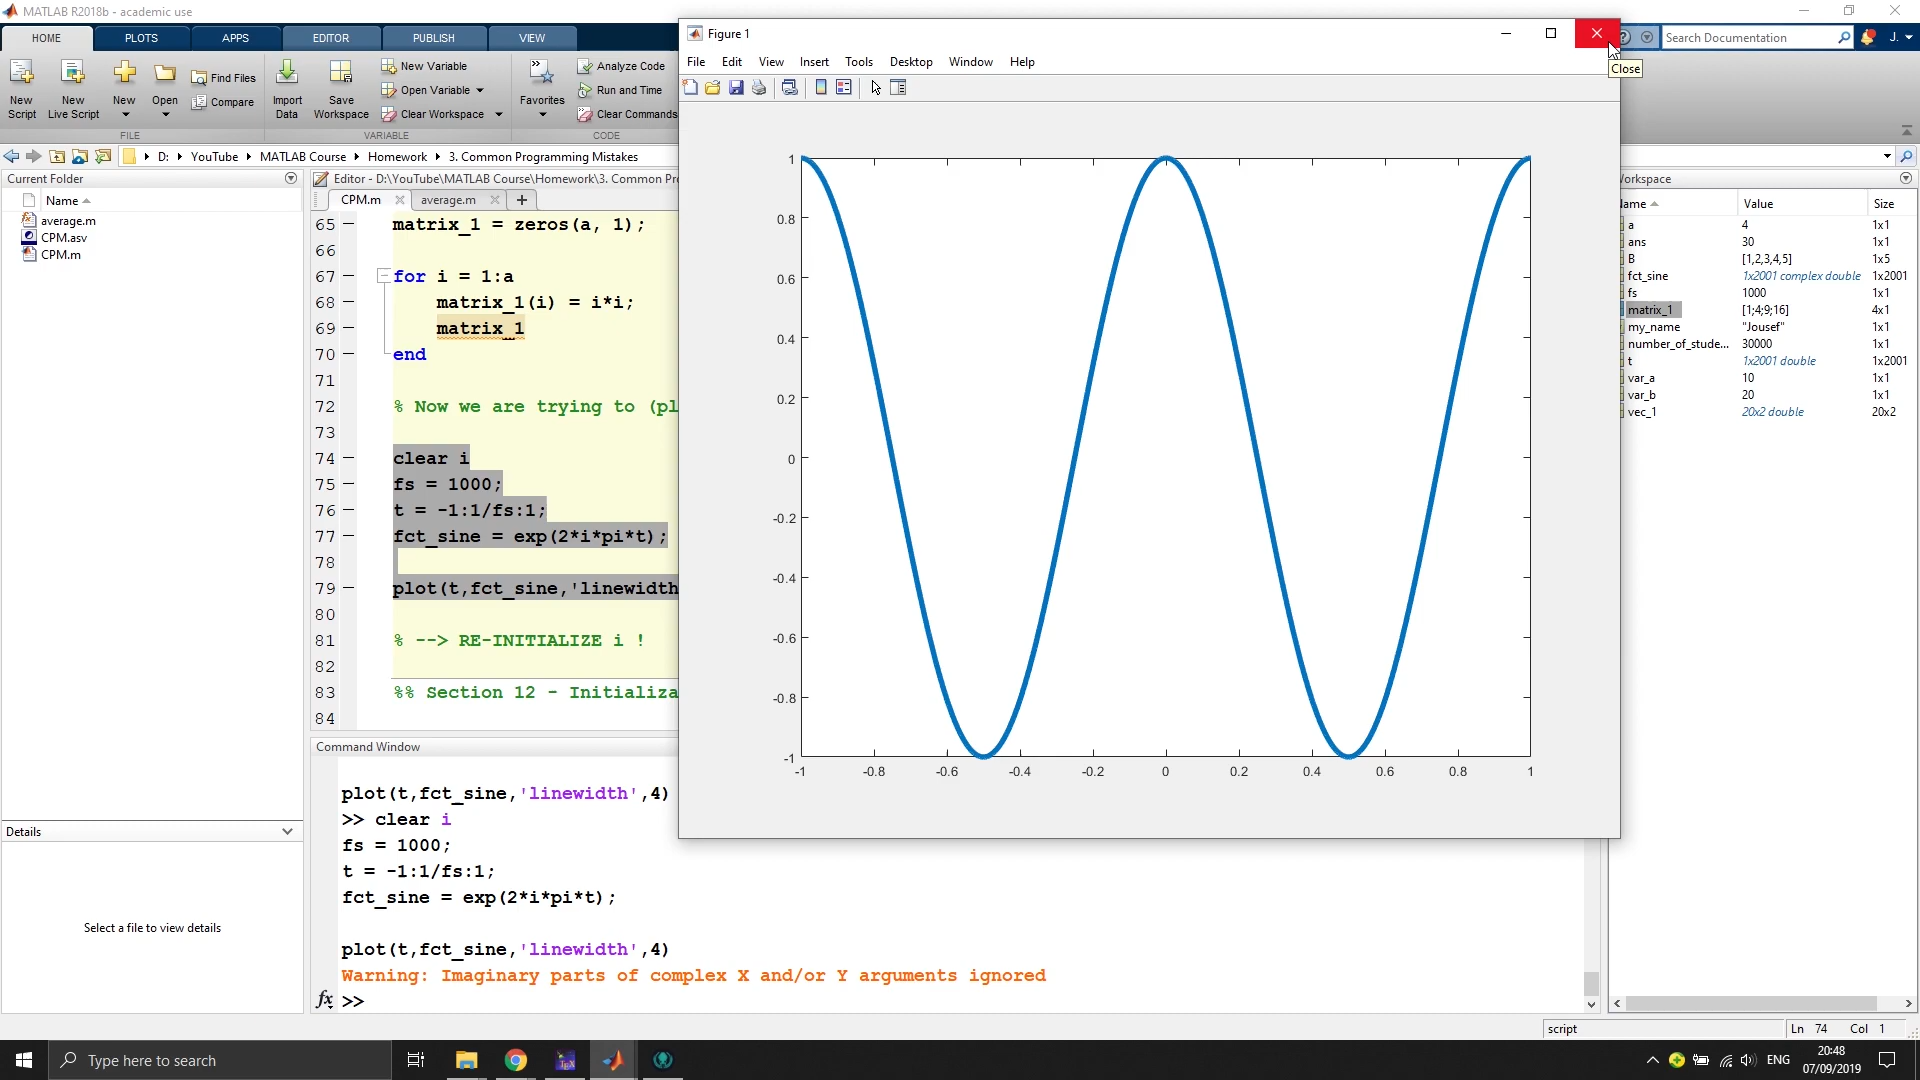 MATLAB R2018b - academic use
HOME PLOTS APPS EDITOR PUBLISH VIEW
Search Documentation
J.
New Script
New Live Script
New
Open
Find Files
Compare
FILE
Import Data
Save Workspace
New Variable
Open Variable
Clear Workspace
VARIABLE
Favorites
Analyze Code
Run and Time
Clear Commands
CODE
D: YouTube MATLAB Course Homework 3. Common Programming Mistakes
Current Folder
Name
average.m
CPM.asv
CPM.m
Details
Select a file to view details
Editor - D:\YouTube\MATLAB Course\Homework\3. Common Pr
CPM.m average.m +
65 matrix_1 = zeros(a, 1);
66
67 for i = 1:a
68 matrix_1(i) = i*i;
69 matrix_1
70 end
71
72 % Now we are trying to (pl
73
74 clear i
75 fs = 1000;
76 t = -1:1/fs:1;
77 fct_sine = exp(2*i*pi*t);
78
79 plot(t,fct_sine,'linewidth
80
81 % --> RE-INITIALIZE i !
82
83 %% Section 12 - Initializa
84
Command Window
plot(t,fct_sine,'linewidth',4)
>> clear i
fs = 1000;
t = -1:1/fs:1;
fct_sine = exp(2*i*pi*t);
plot(t,fct_sine,'linewidth',4)
Warning: Imaginary parts of complex X and/or Y arguments ignored
fx >>
Figure 1
Close
File Edit View Insert Tools Desktop Window Help
1
0.8
0.6
0.4
0.2
0
-0.2
-0.4
-0.6
-0.8
-1
-1 -0.8 -0.6 -0.4 -0.2 0 0.2 0.4 0.6 0.8 1
orkspace
ame Value Size
a 4 1x1
ans 30 1x1
B [1,2,3,4,5] 1x5
fct_sine 1x2001 complex double 1x2001
fs 1000 1x1
matrix_1 [1;4;9;16] 4x1
my_name "Jousef" 1x1
number_of_stude... 30000 1x1
t 1x2001 double 1x2001
var_a 10 1x1
var_b 20 1x1
vec_1 20x2 double 20x2
script
Ln 74 Col 1
Type here to search
ENG
20:48
07/09/2019